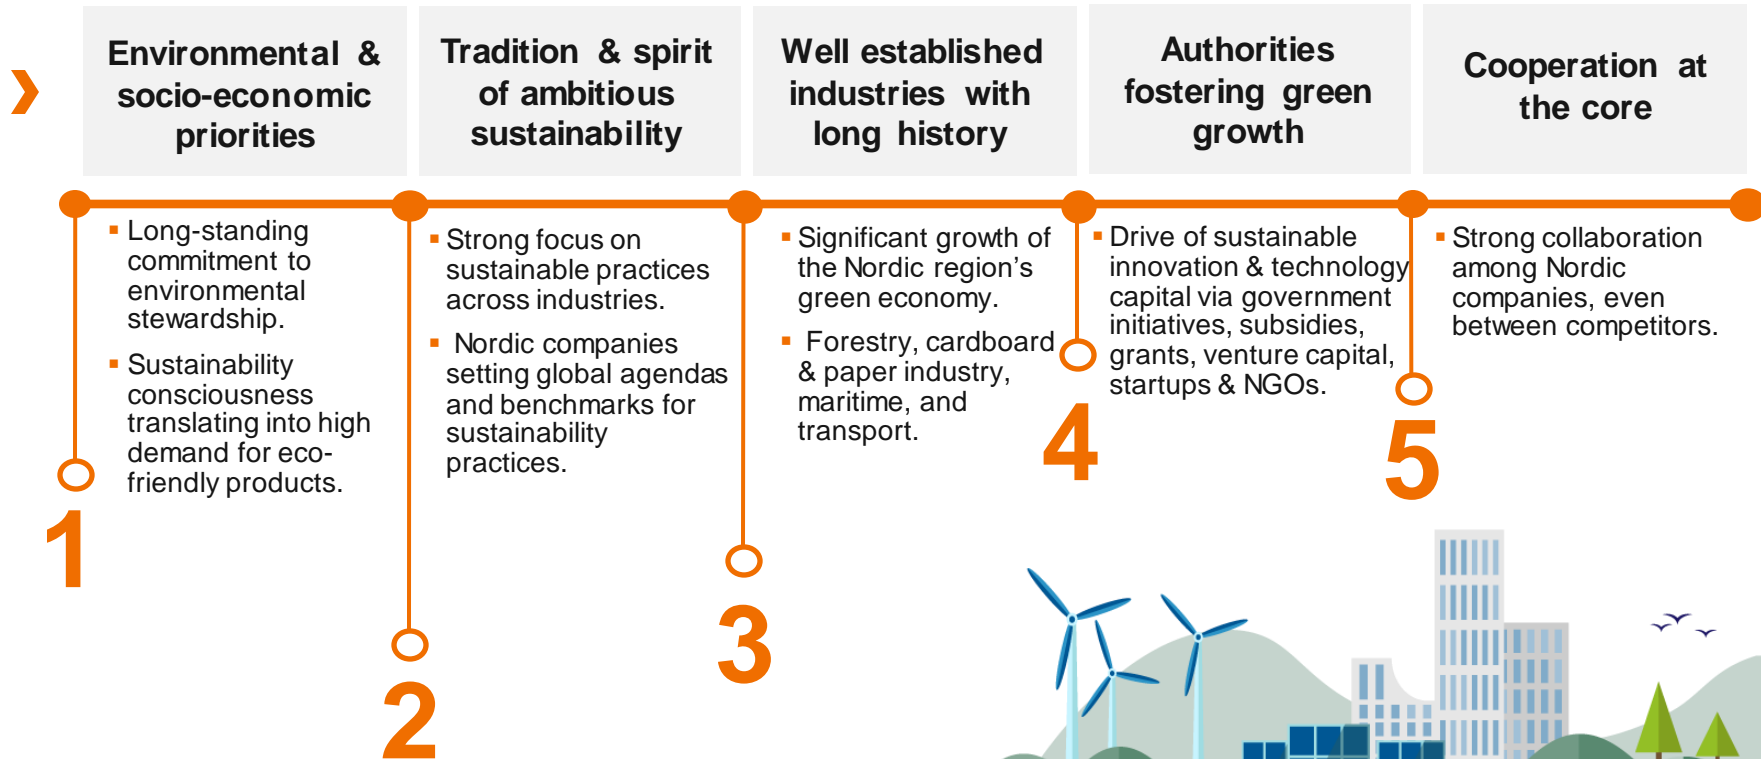 Environmental & 
socio-economic
priorities
Tradition & spirit
of ambitious
sustainability
Well established
industries with
long history
Authorities
fostering green
growth
Cooperation at
the core
▪ Long-standing
commitment to
environmental
stewardship.
▪ Sustainability
consciousness
translating into high
demand for eco-
friendly products.
1
▪ Strong focus on
sustainable practices
across industries.
▪ Nordic companies
setting global agendas
and benchmarks for
sustainability
practices.
2
▪ Significant growth of
the Nordic region’s
green economy.
▪ Forestry, cardboard
& paper industry,
maritime, and
transport.
3
▪ Drive of sustainable
innovation & technology
capital via government
initiatives, subsidies,
grants, venture capital,
startups & NGOs.
4
▪ Strong collaboration
among Nordic
companies, even
between competitors.
5